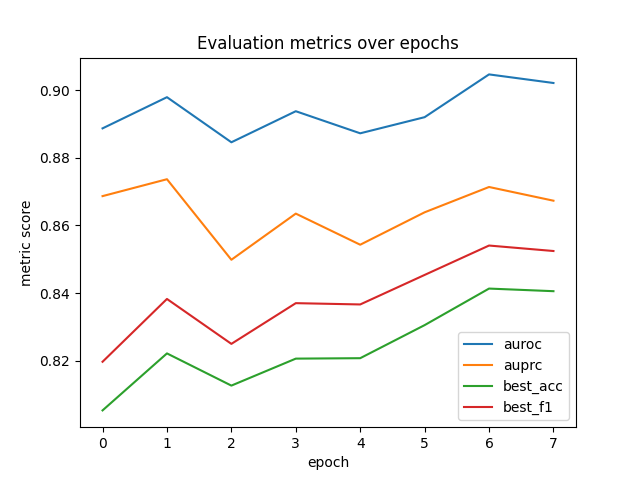 Evaluation metrics over epochs
metric score
0.90
0.88
0.86
0.84
0.82
0 1 2 3 4 5 6 7
epoch
auroc
auprc
best_acc
best_f1